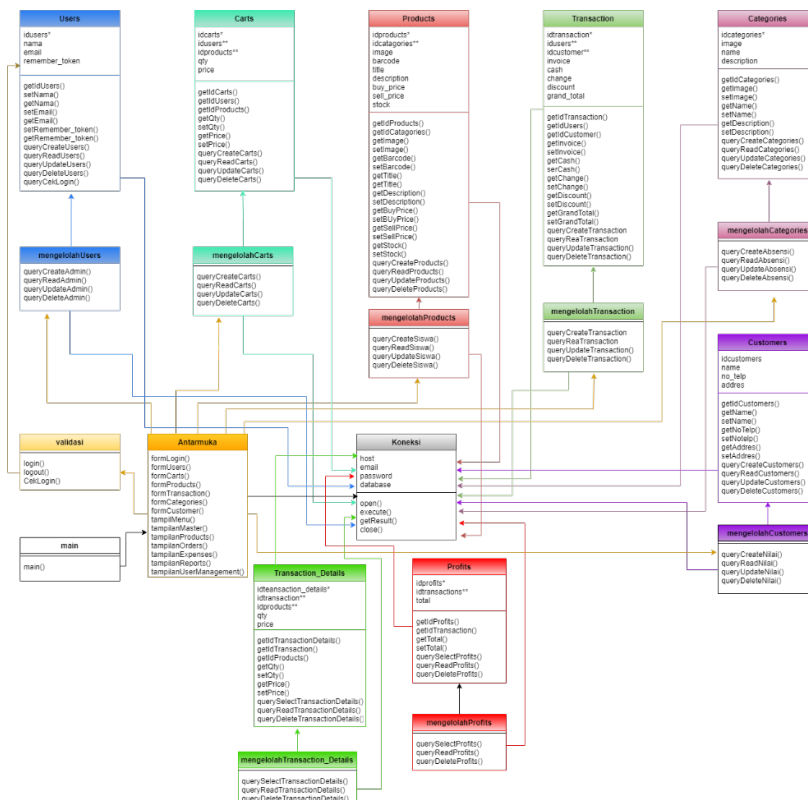 Users
idusers*
nama
email
remember_token
getIdUsers()
setNama()
getNama()
setEmail()
getEmail()
setRemember_token()
getRemember_token()
queryCreateUsers()
queryReadUsers()
queryUpdateUsers()
queryDeleteUsers()
queryCekLogin()
Carts
idcarts*
idusers**
idproducts**
qty
price
getIdCarts()
getIdUsers()
getIdProducts()
getQty()
setQty()
getPrice()
setPrice()
queryCreateCarts()
queryReadCarts()
queryUpdateCarts()
queryDeleteCarts()
Products
idproducts*
idcatagories**
image
barcode
title
description
buy_price
sell_price
stock
getIdProducts()
getIdCatagories()
getImage()
setImage()
getBarcode()
setBarcode()
getTitle()
getTitle()
getDescription()
setDescription()
getBuyPrice()
setBUyPrice()
getSellPrice()
setSellPrice()
getStock()
setStock()
queryCreateProducts()
queryReadProducts()
queryUpdateProducts()
queryDeleteProducts()
Transaction
idtransaction*
idusers**
idcustomer**
invoice
cash
change
discount
grand_total
getIdTransaction()
getIdUsers()
getIdCustomer()
getInvoice()
setInvoice()
getCash()
serCash()
getChange()
setChange()
getDiscount()
setDiscount()
getGrandTotal()
setGrandTotal()
queryCreateTransaction
queryReaTransaction
queryUpdateTransaction()
queryDeleteTransaction()
Categories
idcategories*
image
name
description
getIdCategories()
getImage()
setImage()
getName()
setName()
getDescription()
setDescription()
queryCreateCategories()
queryReadCategories()
queryUpdateCategories()
queryDeleteCategories()
mengelolahUsers
queryCreateAdmin()
queryReadAdmin()
queryUpdateAdmin()
queryDeleteAdmin()
mengelolahCarts
queryCreateCarts()
queryReadCarts()
queryUpdateCarts()
queryDeleteCarts()
mengelolahProducts
queryCreateSiswa()
queryReadSiswa()
queryUpdateSiswa()
queryDeleteSiswa()
mengelolahTransaction
queryCreateTransaction
queryReaTransaction
queryUpdateTransaction()
queryDeleteTransaction()
mengelolahCategories
queryCreateAbsensi()
queryReadAbsensi()
queryUpdateAbsensi()
queryDeleteAbsensi()
Customers
idcustomers
name
no_telp
addres
getIdCustomers()
getName()
setName()
getNoTelp()
setNotelp()
getAddres()
setAddres()
queryCreateCustomers()
queryReadCustomers()
queryUpdateCustomers()
queryDeleteCustomers()
validasi
login()
logout()
CekLogin()
Antarmuka
formLogin()
formUsers()
formCarts()
formProducts()
formTransaction()
formCategories()
formCustomer()
tampilMenu()
tampilanMaster()
tampilanProducts()
tampilanOrders()
tampilanExpenses()
tampilanReports()
tampilanUserManagement()
Koneksi
host
email
password
database
open()
execute()
getResult()
close()
main
main()
mengelolahCustomers
queryCreateNilai()
queryReadNilai()
queryUpdateNilai()
queryDeleteNilai()
Transaction_Details
idteansaction_details*
idtransaction**
idproducts**
qty
price
getIdTransactionDetails()
getIdTransaction()
getIdProducts()
getQty()
setQty()
getPrice()
setPrice()
querySelectTransactionDetails()
queryReadTransactionDetails()
queryDeleteTransactionDetails()
Profits
idprofits*
idtransactions**
total
getIdProfits()
getIdTransaction()
getTotal()
setTotal()
querySelectProfits()
queryReadProfits()
queryDeleteProfits()
mengelolahProfits
querySelectProfits()
queryReadProfits()
queryDeleteProfits()
mengelolahTransaction_Details
querySelectTransactionDetails()
queryReadTransactionDetails()
queryDeleteTransactionDetails()